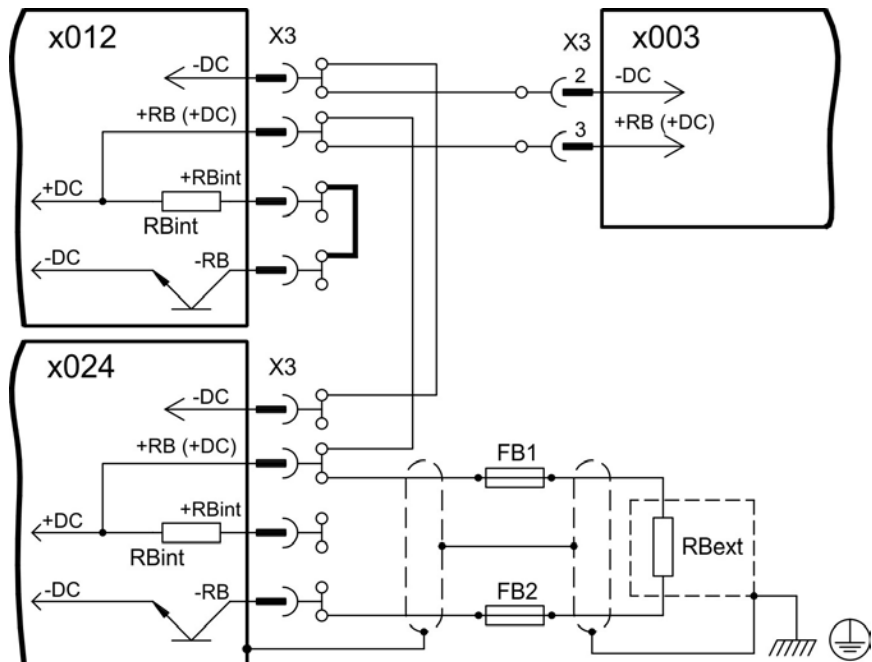 x012
X3
-DC
+RB (+DC)
+RBint
+DC
RBint
-DC
-RB
X3
x003
2
-DC
3
+RB (+DC)
x024
X3
-DC
+RB (+DC)
+RBint
+DC
RBint
-DC
-RB
FB1
RBext
FB2